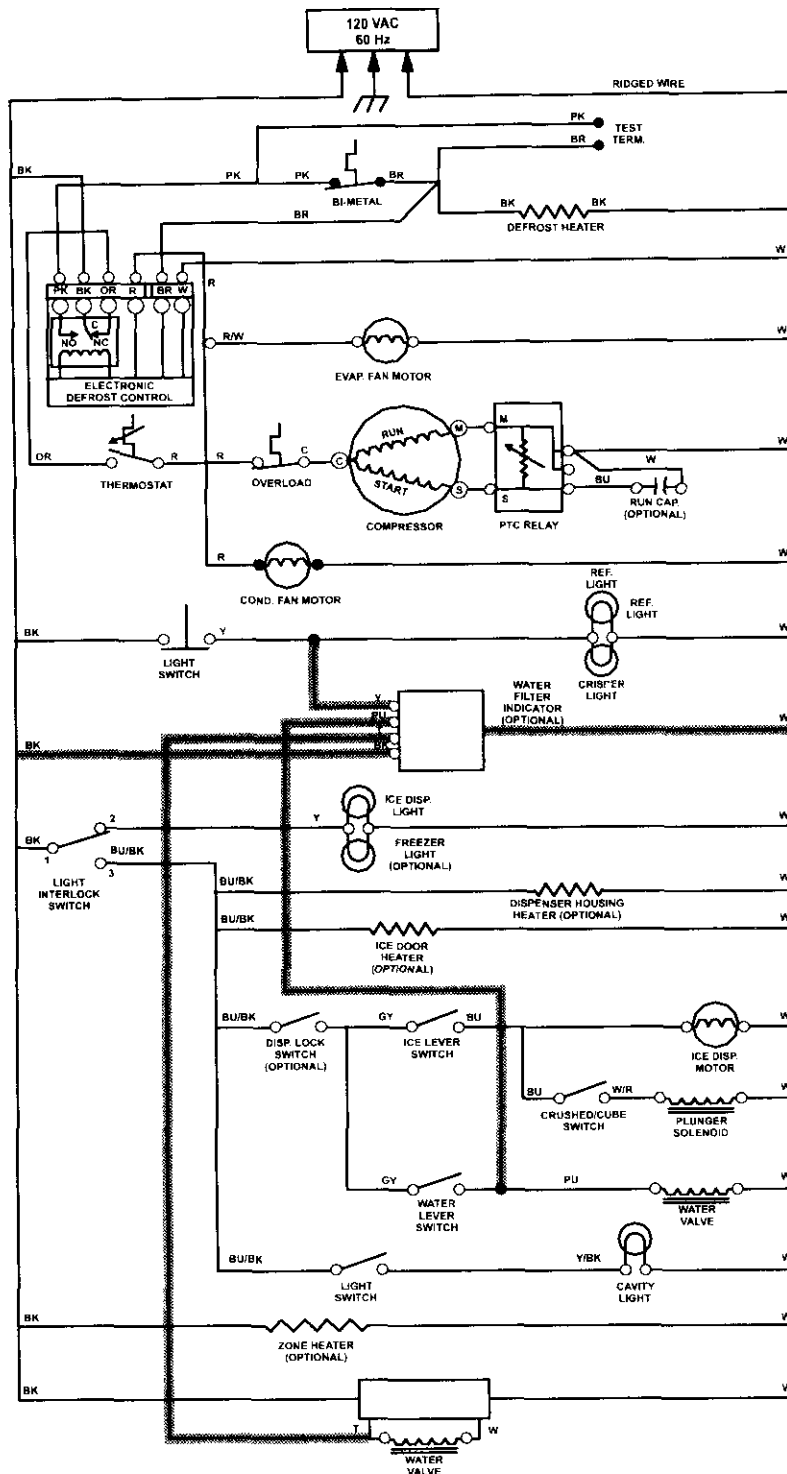 120 VAC
60 Hz
RIDGED WIRE
PK
TEST
TERM.
BR
BK
PK
PK
BR
BI-METAL
BR
BK
BK
DEFROST HEATER
W
PK BK OR R BR W
R
C
NO NC
ELECTRONIC
DEFROST CONTROL
R/W
EVAP. FAN MOTOR
W
OR
THERMOSTAT
R
R
OVERLOAD
C
C
RUN
START
M
S
COMPRESSOR
M
S
PTC RELAY
W
W
BU
RUN CAP.
(OPTIONAL)
R
COND. FAN MOTOR
W
REF.
LIGHT
REF.
LIGHT
BK
Y
LIGHT
SWITCH
CRISPER
LIGHT
W
Y
PU
BK
WATER
FILTER
INDICATOR
(OPTIONAL)
W
BK
ICE DISP.
LIGHT
BK
1
2
BU/BK
3
LIGHT
INTERLOCK
SWITCH
Y
FREEZER
LIGHT
(OPTIONAL)
W
BU/BK
DISPENSER HOUSING
HEATER (OPTIONAL)
W
BU/BK
ICE DOOR
HEATER
(OPTIONAL)
W
BU/BK
DISP. LOCK
SWITCH
(OPTIONAL)
GY
ICE LEVER
SWITCH
BU
ICE DISP.
MOTOR
W
BU
W/R
CRUSHED/CUBE
SWITCH
PLUNGER
SOLENOID
W
GY
WATER
LEVER
SWITCH
PU
WATER
VALVE
W
BU/BK
LIGHT
SWITCH
Y/BK
CAVITY
LIGHT
W
BK
ZONE HEATER
(OPTIONAL)
W
BK
W
T
W
WATER
VALVE